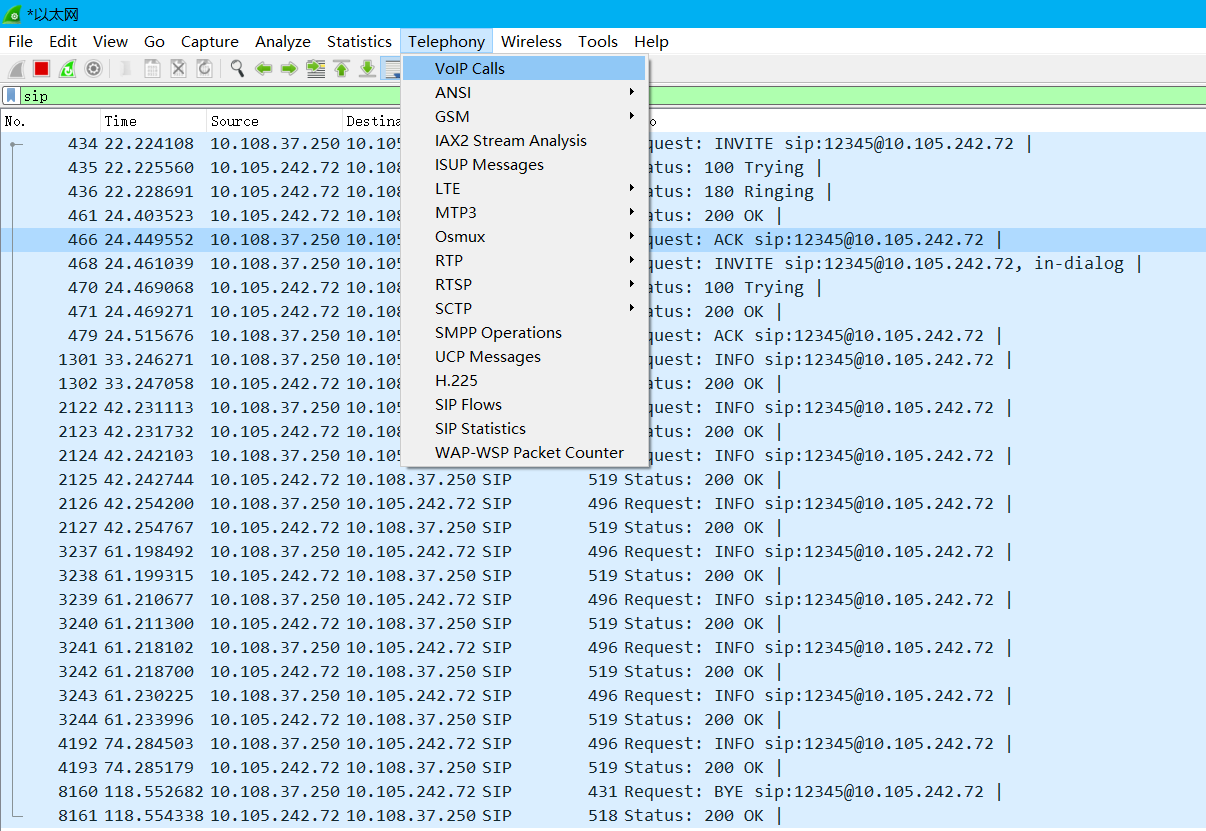 *以太网
File Edit View Go Capture Analyze Statistics Telephony Wireless Tools Help
VoIP Calls
ANSI
GSM
IAX2 Stream Analysis
ISUP Messages
LTE
MTP3
Osmux
RTP
RTSP
SCTP
SMPP Operations
UCP Messages
H.225
SIP Flows
SIP Statistics
WAP-WSP Packet Counter
sip
No. Time Source Destina o
434 22.224108 10.108.37.250 10.105 quest: INVITE sip:12345@10.105.242.72 |
435 22.225560 10.105.242.72 10.108 atus: 100 Trying |
436 22.228691 10.105.242.72 10.108 atus: 180 Ringing |
461 24.403523 10.105.242.72 10.108 atus: 200 OK |
466 24.449552 10.108.37.250 10.105 quest: ACK sip:12345@10.105.242.72 |
468 24.461039 10.108.37.250 10.105 quest: INVITE sip:12345@10.105.242.72, in-dialog |
470 24.469068 10.105.242.72 10.108 atus: 100 Trying |
471 24.469271 10.105.242.72 10.108 atus: 200 OK |
479 24.515676 10.108.37.250 10.105 quest: ACK sip:12345@10.105.242.72 |
1301 33.246271 10.108.37.250 10.105 quest: INFO sip:12345@10.105.242.72 |
1302 33.247058 10.105.242.72 10.108 atus: 200 OK |
2122 42.231113 10.108.37.250 10.105 quest: INFO sip:12345@10.105.242.72 |
2123 42.231732 10.105.242.72 10.108 atus: 200 OK |
2124 42.242103 10.108.37.250 10.105 quest: INFO sip:12345@10.105.242.72 |
2125 42.242744 10.105.242.72 10.108.37.250 SIP 519 Status: 200 OK |
2126 42.254200 10.108.37.250 10.105.242.72 SIP 496 Request: INFO sip:12345@10.105.242.72 |
2127 42.254767 10.105.242.72 10.108.37.250 SIP 519 Status: 200 OK |
3237 61.198492 10.108.37.250 10.105.242.72 SIP 496 Request: INFO sip:12345@10.105.242.72 |
3238 61.199315 10.105.242.72 10.108.37.250 SIP 519 Status: 200 OK |
3239 61.210677 10.108.37.250 10.105.242.72 SIP 496 Request: INFO sip:12345@10.105.242.72 |
3240 61.211300 10.105.242.72 10.108.37.250 SIP 519 Status: 200 OK |
3241 61.218102 10.108.37.250 10.105.242.72 SIP 496 Request: INFO sip:12345@10.105.242.72 |
3242 61.218700 10.105.242.72 10.108.37.250 SIP 519 Status: 200 OK |
3243 61.230225 10.108.37.250 10.105.242.72 SIP 496 Request: INFO sip:12345@10.105.242.72 |
3244 61.233996 10.105.242.72 10.108.37.250 SIP 519 Status: 200 OK |
4192 74.284503 10.108.37.250 10.105.242.72 SIP 496 Request: INFO sip:12345@10.105.242.72 |
4193 74.285179 10.105.242.72 10.108.37.250 SIP 519 Status: 200 OK |
8160 118.552682 10.108.37.250 10.105.242.72 SIP 431 Request: BYE sip:12345@10.105.242.72 |
8161 118.554338 10.105.242.72 10.108.37.250 SIP 518 Status: 200 OK |